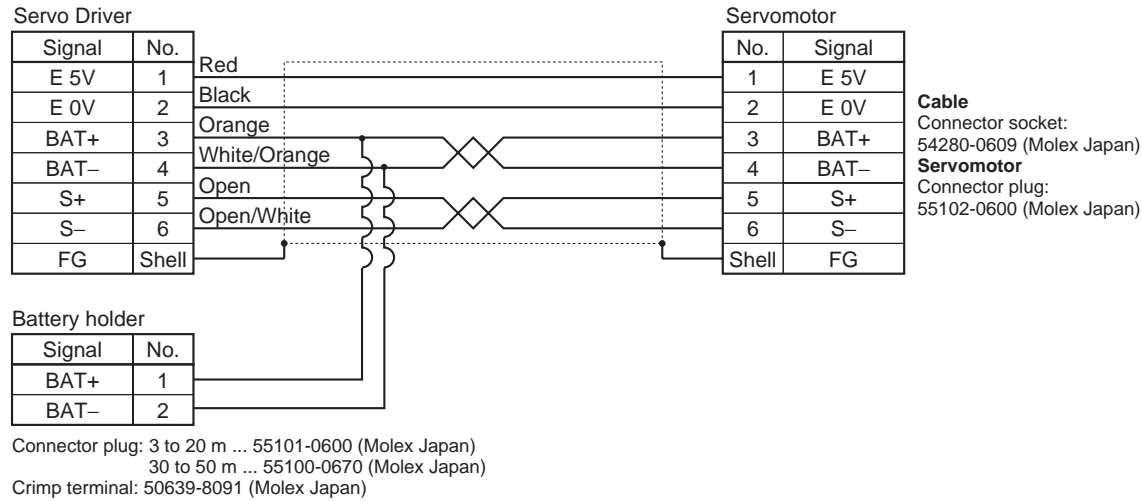 Servo Driver
Signal No.
E 5V 1
E 0V 2
BAT+ 3
BAT− 4
S+ 5
S− 6
FG Shell
Red
Black
Orange
White/Orange
Open
Open/White
Servomotor
No. Signal
1 E 5V
2 E 0V
3 BAT+
4 BAT−
5 S+
6 S−
Shell FG
Cable
Connector socket:
54280-0609 (Molex Japan)
Servomotor
Connector plug:
55102-0600 (Molex Japan)
Battery holder
Signal No.
BAT+ 1
BAT− 2
Connector plug: 3 to 20 m ... 55101-0600 (Molex Japan)
30 to 50 m ... 55100-0670 (Molex Japan)
Crimp terminal: 50639-8091 (Molex Japan)